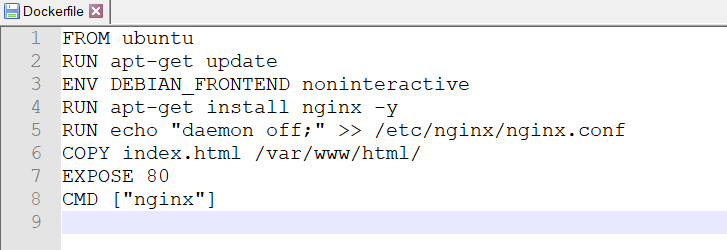 Dockerfile
1 FROM ubuntu
2 RUN apt-get update
3 ENV DEBIAN_FRONTEND noninteractive
4 RUN apt-get install nginx -y
5 RUN echo "daemon off;" >> /etc/nginx/nginx.conf
6 COPY index.html /var/www/html/
7 EXPOSE 80
8 CMD ["nginx"]
9